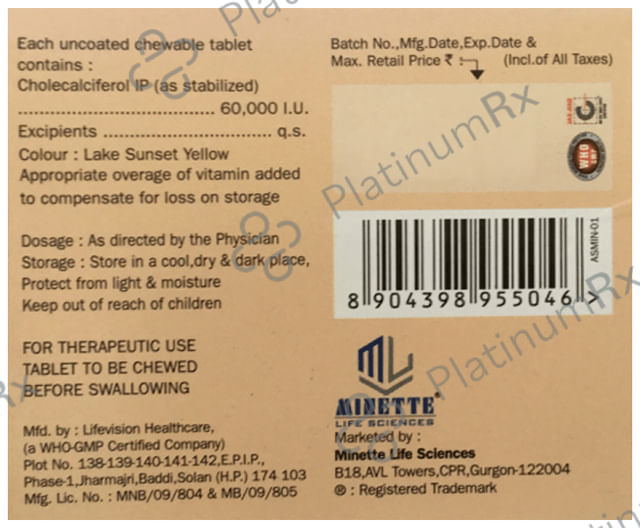 Each uncoated chewable tablet
contains :
Cholecalciferol IP (as stabilized)
........................................ 60,000 I.U.
Excipients ................................. q.s.
Colour : Lake Sunset Yellow
Appropriate overage of vitamin added
to compensate for loss on storage
Dosage : As directed by the Physician
Storage : Store in a cool,dry & dark place,
Protect from light & moisture
Keep out of reach of children
FOR THERAPEUTIC USE
TABLET TO BE CHEWED
BEFORE SWALLOWING
Mfd. by : Lifevision Healthcare,
(a WHO-GMP Certified Company)
Plot No. 138-139-140-141-142,E.P.I.P.,
Phase-1,Jharmajri,Baddi,Solan (H.P.) 174 103
Mfg. Lic. No. : MNB/09/804 & MB/09/805
Batch No.,Mfg.Date,Exp.Date &
Max. Retail Price ₹ : (Incl.of All Taxes)
WHO
GMP
8 904398 955046 >
ASMIN-01
ML
MINETTE®
LIFE SCIENCES
Marketed by :
Minette Life Sciences
B18,AVL Towers,CPR,Gurgon-122004
® : Registered Trademark
PlatinumRx
PlatinumRx
PlatinumRx